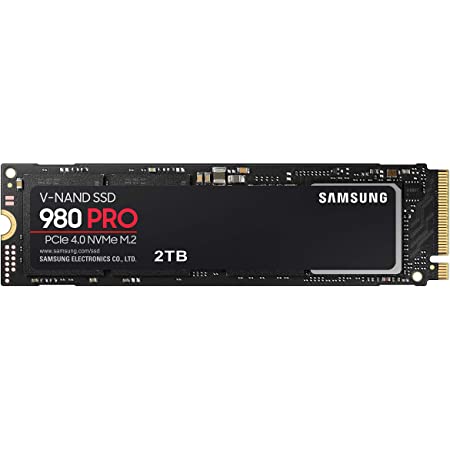 V-NAND SSD
980 PRO
PCIe 4.0 NVMe M.2
www.samsung.com/ssd
SAMSUNG ELECTRONICS CO., LTD.
2TB
SAMSUNG